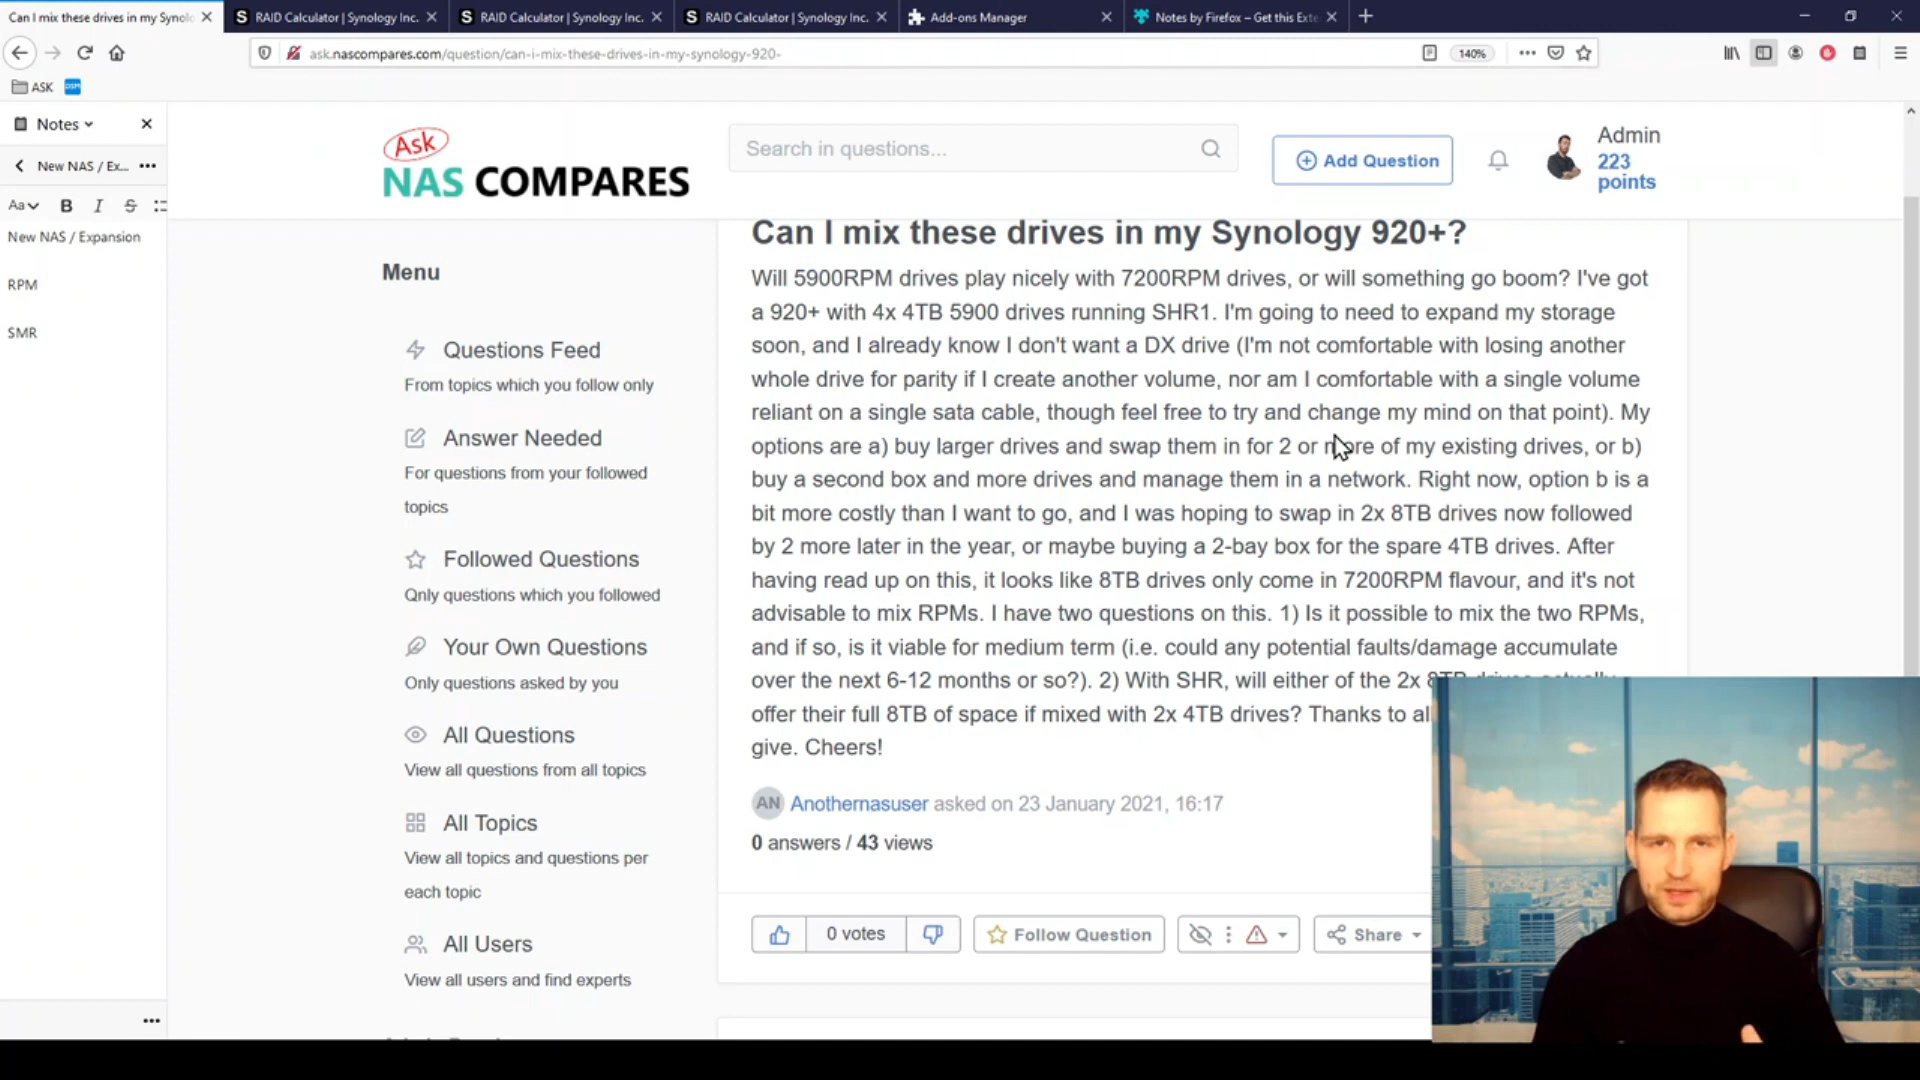 Can I mix these drives in my Synol
RAID Calculator | Synology Inc.
RAID Calculator | Synology Inc.
RAID Calculator | Synology Inc.
Add-ons Manager
Notes by Firefox – Get this Exte
ask.nascompares.com/question/can-i-mix-these-drives-in-my-synology-920-
140%
ASK
DSM
Notes
New NAS / Ex...
Aa B I S
New NAS / Expansion
RPM
SMR
Ask
NAS COMPARES
Search in questions...
Add Question
Admin
223
points
Menu
Questions Feed
From topics which you follow only
Answer Needed
For questions from your followed
topics
Followed Questions
Only questions which you followed
Your Own Questions
Only questions asked by you
All Questions
View all questions from all topics
All Topics
View all topics and questions per
each topic
All Users
View all users and find experts
Can I mix these drives in my Synology 920+?
Will 5900RPM drives play nicely with 7200RPM drives, or will something go boom? I've got
a 920+ with 4x 4TB 5900 drives running SHR1. I'm going to need to expand my storage
soon, and I already know I don't want a DX drive (I'm not comfortable with losing another
whole drive for parity if I create another volume, nor am I comfortable with a single volume
reliant on a single sata cable, though feel free to try and change my mind on that point). My
options are a) buy larger drives and swap them in for 2 or more of my existing drives, or b)
buy a second box and more drives and manage them in a network. Right now, option b is a
bit more costly than I want to go, and I was hoping to swap in 2x 8TB drives now followed
by 2 more later in the year, or maybe buying a 2-bay box for the spare 4TB drives. After
having read up on this, it looks like 8TB drives only come in 7200RPM flavour, and it's not
advisable to mix RPMs. I have two questions on this. 1) Is it possible to mix the two RPMs,
and if so, is it viable for medium term (i.e. could any potential faults/damage accumulate
over the next 6-12 months or so?). 2) With SHR, will either of the 2x 8TB drives actually
offer their full 8TB of space if mixed with 2x 4TB drives? Thanks to al
give. Cheers!
AN Anothernasuser asked on 23 January 2021, 16:17
0 answers / 43 views
0 votes
Follow Question
Share